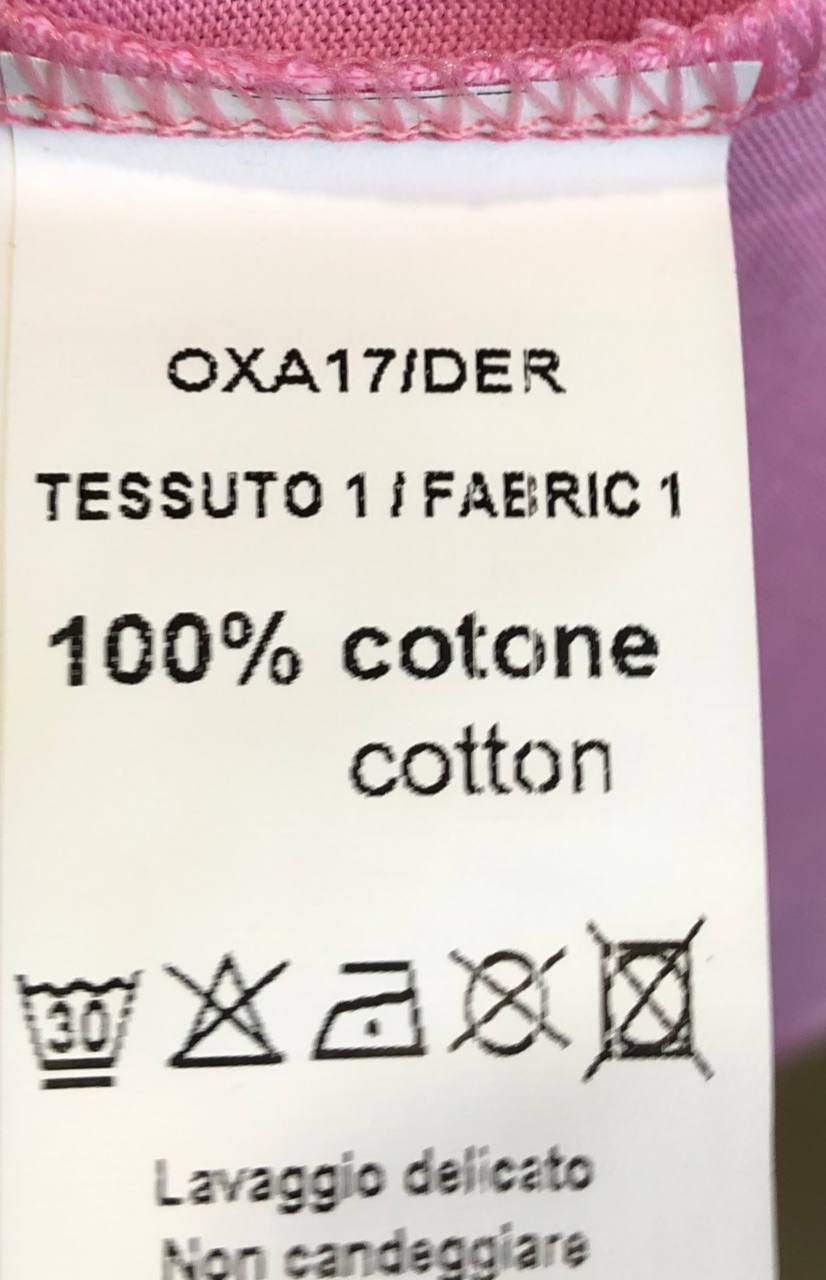 OXA17/DER
TESSUTO 1 / FABRIC 1
100% cotone
cotton
30
Lavaggio delicato
Non candeggiare